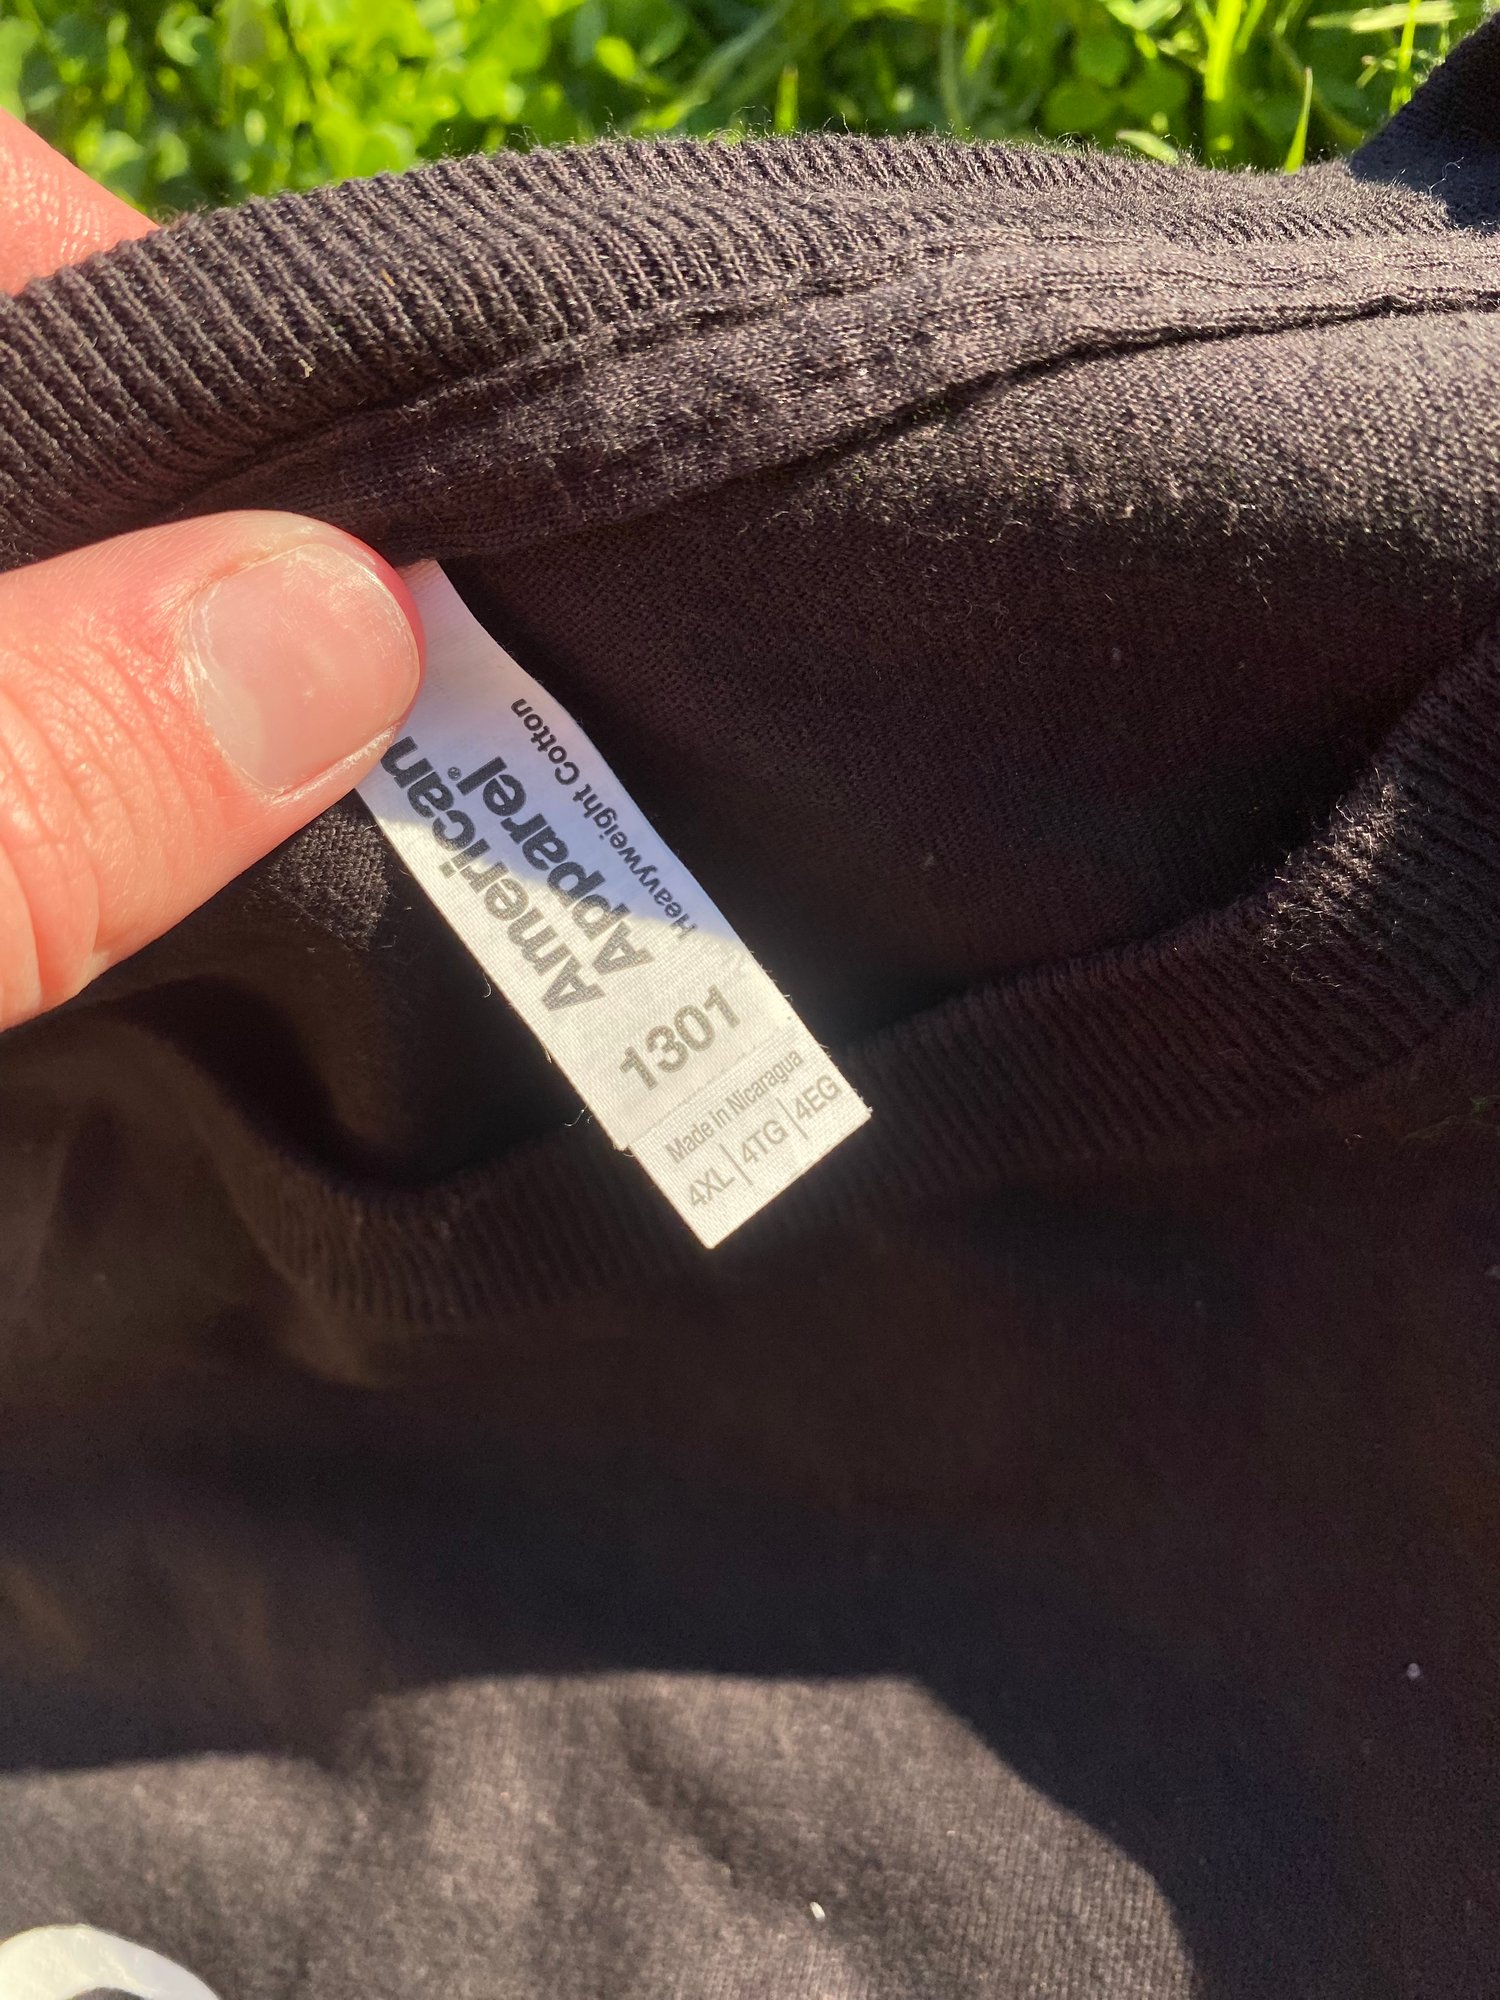 American
Apparel®
Heavyweight Cotton
1301
Made in Nicaragua
4XL|4TG|4EG